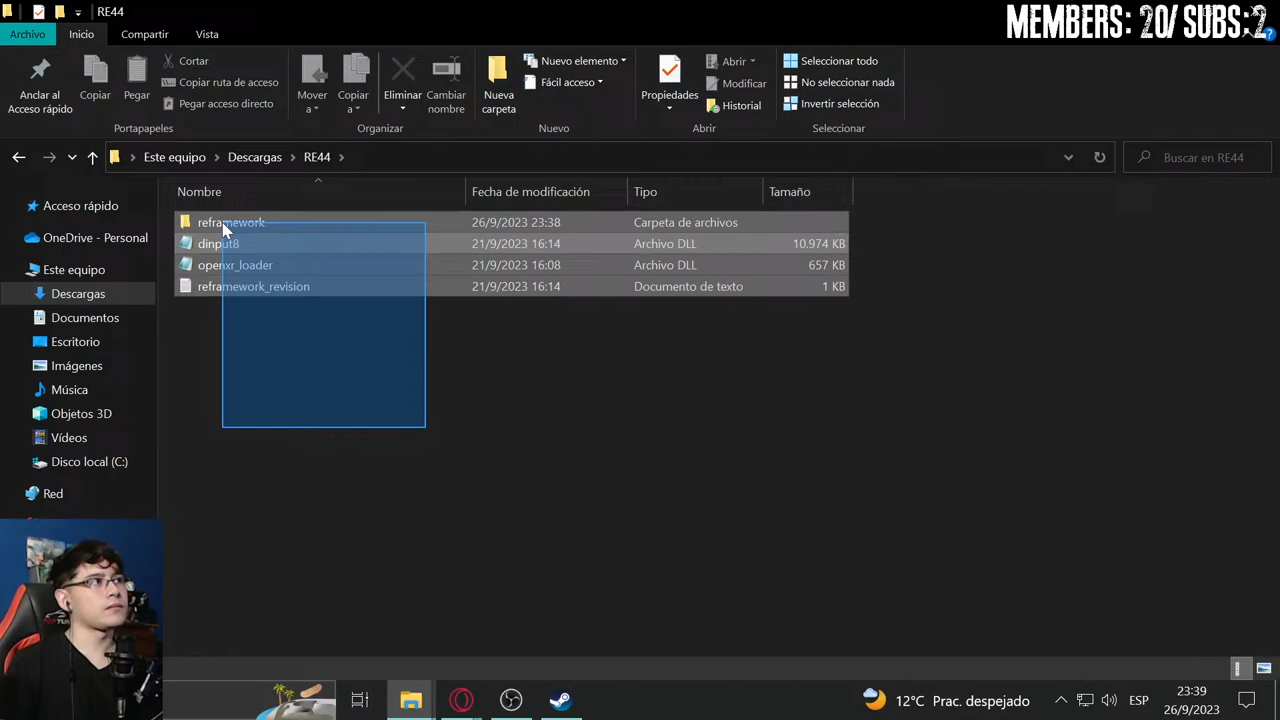 RE44
MEMBERS: 20/ SUBS:2
Archivo
Inicio
Compartir
Vista
Anclar al
Acceso rápido
Copiar
Pegar
Cortar
Copiar ruta de acceso
Pegar acceso directo
Portapapeles
Mover
a
Copiar
a
Eliminar
Cambiar
nombre
Organizar
Nueva
carpeta
Nuevo elemento
Fácil acceso
Nuevo
Propiedades
Abrir
Modificar
Historial
Abrir
Seleccionar todo
No seleccionar nada
Invertir selección
Seleccionar
Este equipo > Descargas > RE44 >
Buscar en RE44
Nombre Fecha de modificación Tipo Tamaño
reframework 26/9/2023 23:38 Carpeta de archivos
dinput8 21/9/2023 16:14 Archivo DLL 10.974 KB
openxr_loader 21/9/2023 16:08 Archivo DLL 657 KB
reframework_revision 21/9/2023 16:14 Documento de texto 1 KB
Acceso rápido
OneDrive - Personal
Este equipo
Descargas
Documentos
Escritorio
Imágenes
Música
Objetos 3D
Vídeos
Disco local (C:)
Red
12°C Prac. despejado
ESP
23:39
26/9/2023